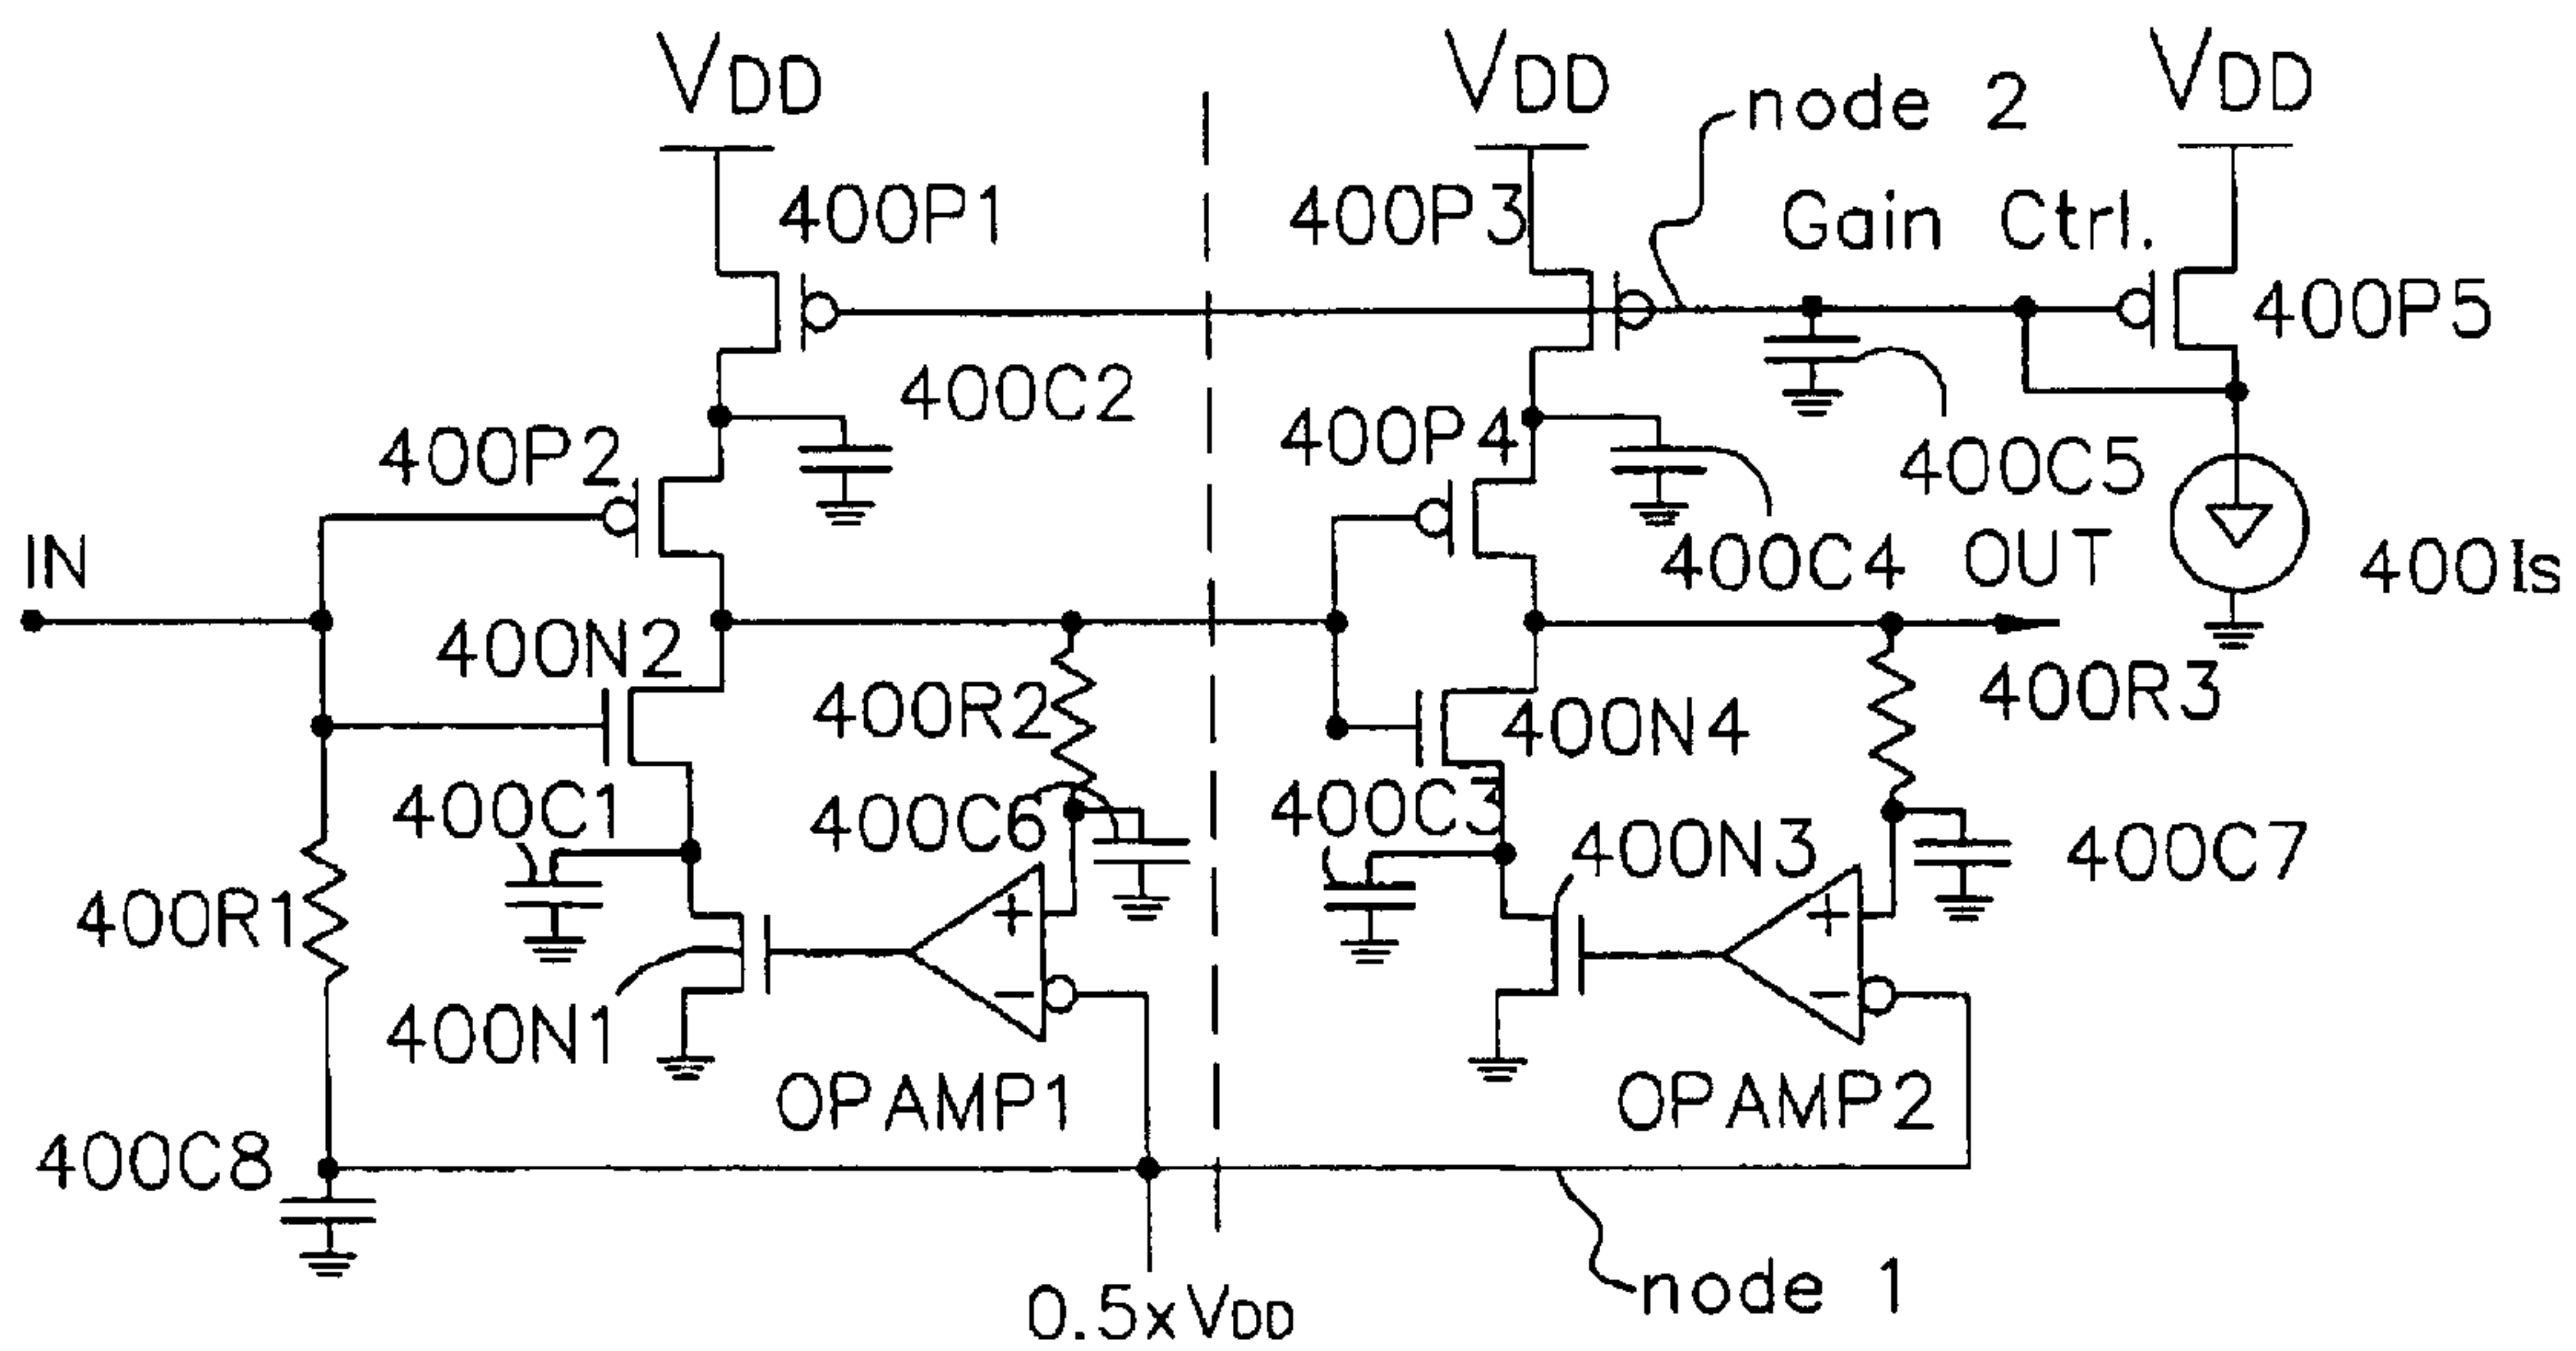 VDD
VDD
VDD
node 2
400P1
400P3
Gain Ctrl.
400P5
400C2
400P2
400P4
400C5
IN
400C4
OUT
400Is
400N2
400R2
400N4
400R3
400C1
400C6
400C3
400N3
400C7
400R1
+
+
−
−
400N1
OPAMP1
OPAMP2
400C8
node 1
0.5xVDD